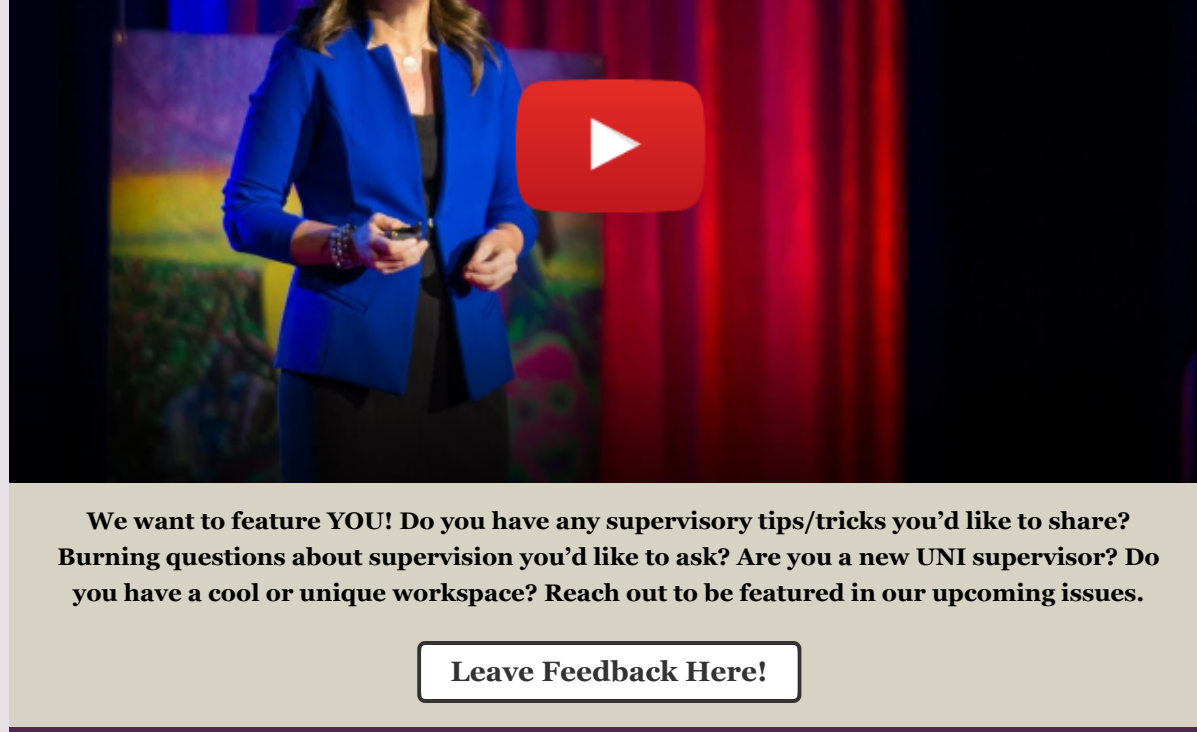 We want to feature YOU! Do you have any supervisory tips/tricks you’d like to share?
Burning questions about supervision you’d like to ask? Are you a new UNI supervisor? Do
you have a cool or unique workspace? Reach out to be featured in our upcoming issues.
Leave Feedback Here!